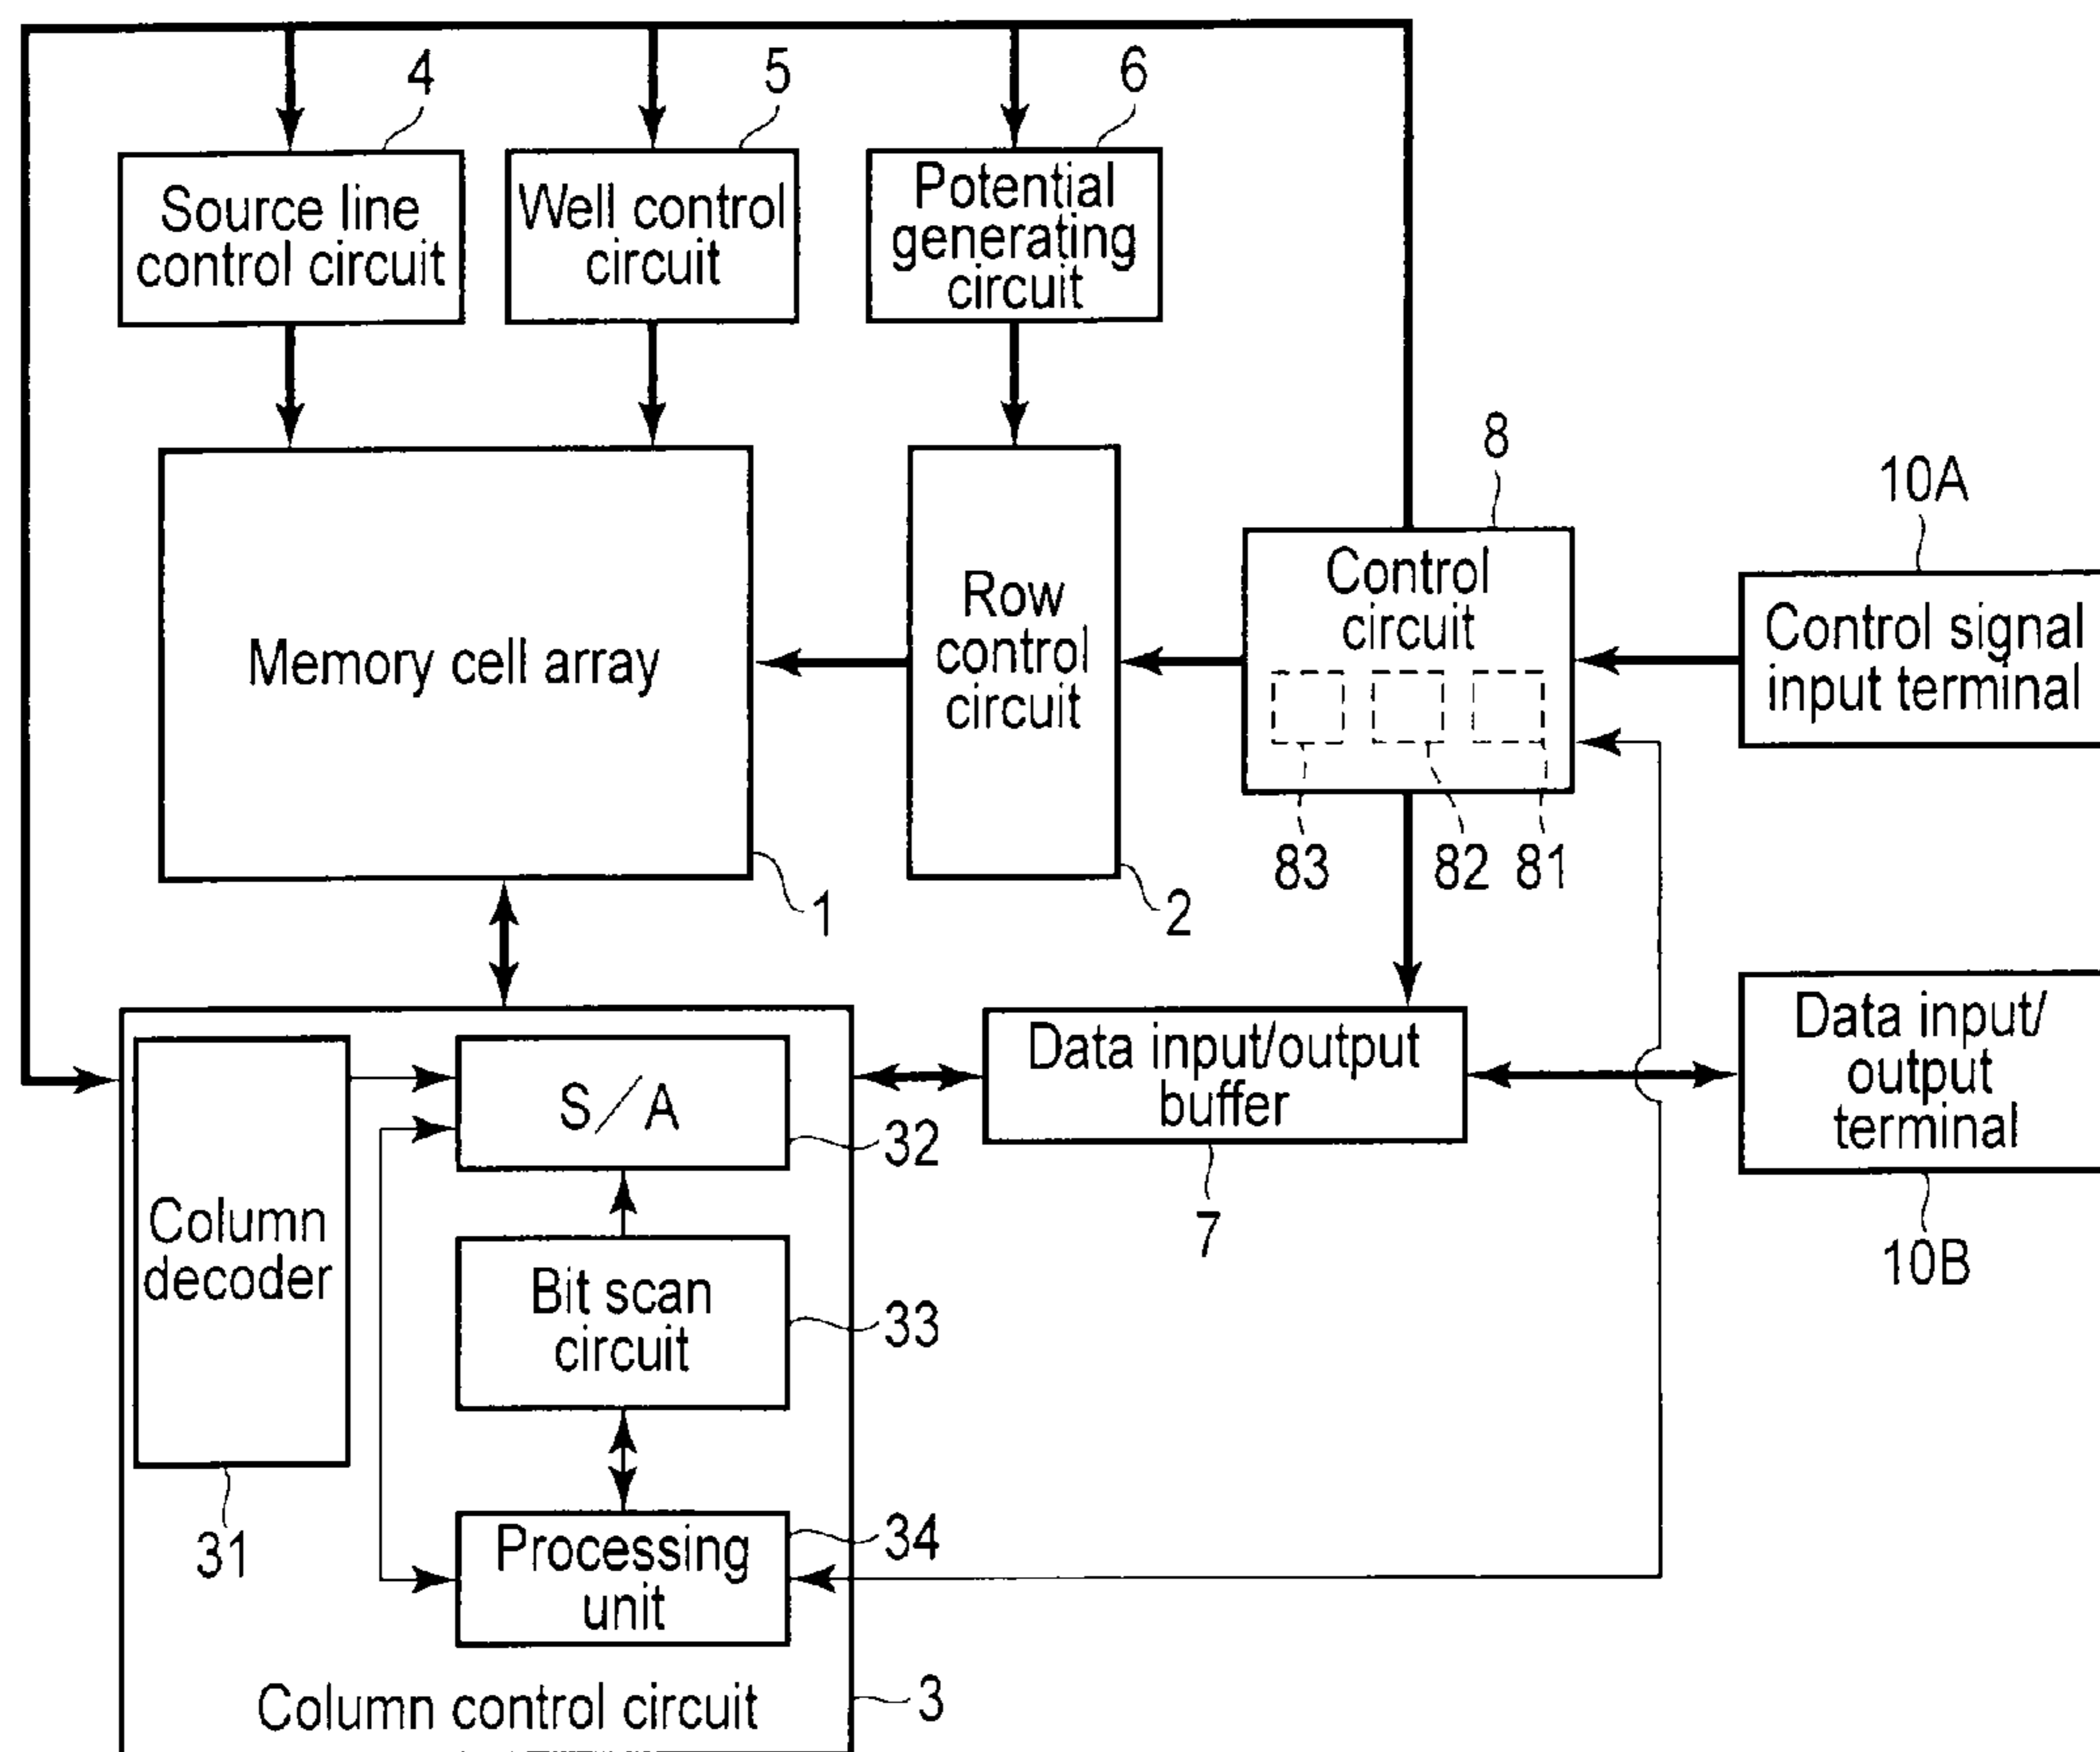 4
5
6
Source line
control circuit
Well control
circuit
Potential
generating
circuit
8
10A
Memory cell array
Row
control
circuit
Control
circuit
Control signal
input terminal
83
82
81
1
2
Column
decoder
S/A
32
Data input/output
buffer
7
Data input/
output
terminal
10B
Bit scan
circuit
33
31
Processing
unit
34
Column control circuit
3